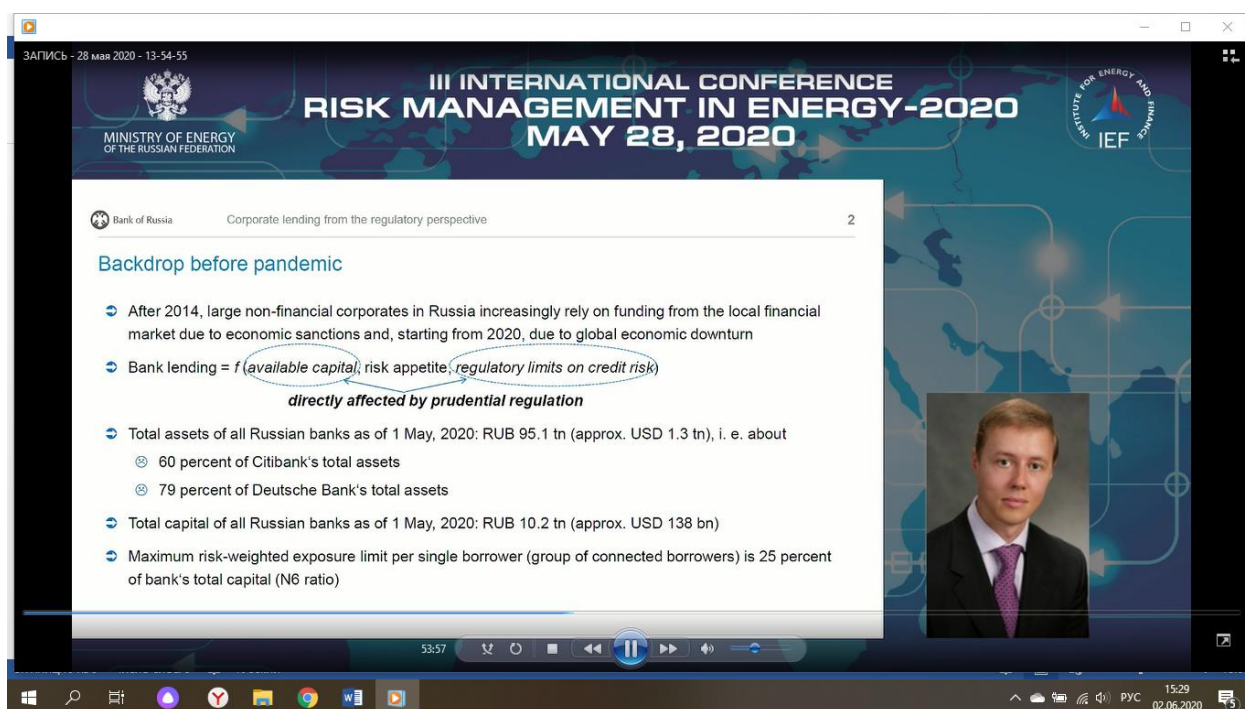 ЗАПИСЬ - 28 мая 2020 - 13-54-55
III INTERNATIONAL CONFERENCE
RISK MANAGEMENT IN ENERGY-2020
MAY 28, 2020
MINISTRY OF ENERGY
OF THE RUSSIAN FEDERATION
INSTITUTE FOR ENERGY AND FINANCE
IEF
Bank of Russia
Corporate lending from the regulatory perspective
2
Backdrop before pandemic
After 2014, large non-financial corporates in Russia increasingly rely on funding from the local financial
market due to economic sanctions and, starting from 2020, due to global economic downturn
Bank lending = f (available capital, risk appetite, regulatory limits on credit risk)
directly affected by prudential regulation
Total assets of all Russian banks as of 1 May, 2020: RUB 95.1 tn (approx. USD 1.3 tn), i. e. about
60 percent of Citibank‘s total assets
79 percent of Deutsche Bank‘s total assets
Total capital of all Russian banks as of 1 May, 2020: RUB 10.2 tn (approx. USD 138 bn)
Maximum risk-weighted exposure limit per single borrower (group of connected borrowers) is 25 percent
of bank‘s total capital (N6 ratio)
53:57
РУС
15:29
02.06.2020
5